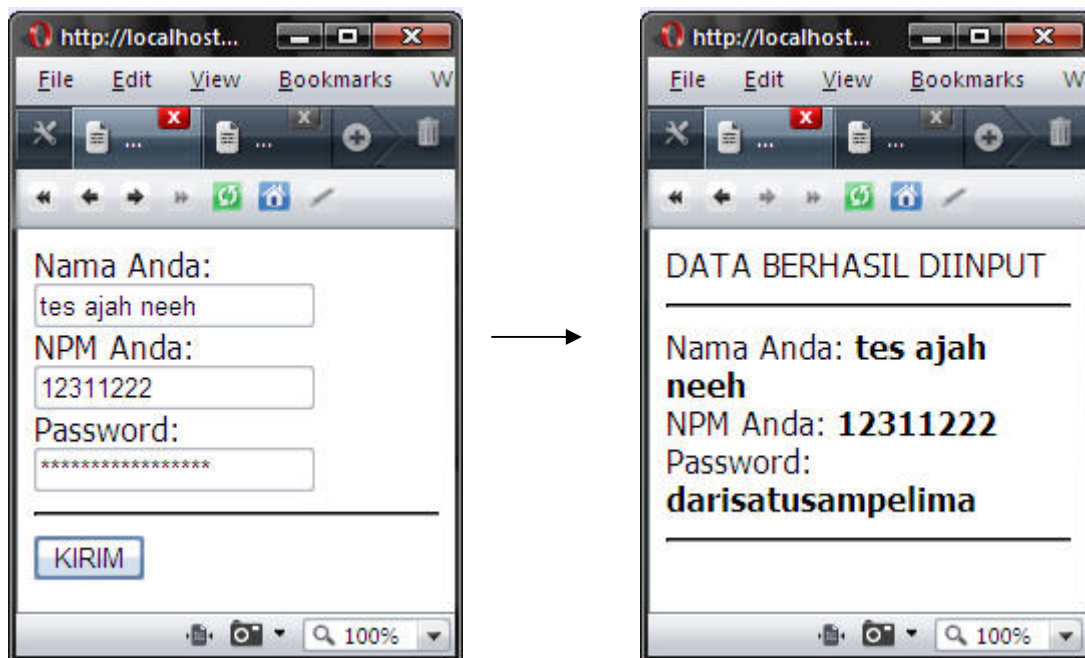 http://localhost...
File Edit View Bookmarks W
...
...
Nama Anda:
tes ajah neeh
NPM Anda:
12311222
Password:
*****************
KIRIM
100%
http://localhost...
File Edit View Bookmarks W
...
...
DATA BERHASIL DIINPUT
Nama Anda: tes ajah
neeh
NPM Anda: 12311222
Password:
darisatusampelima
100%